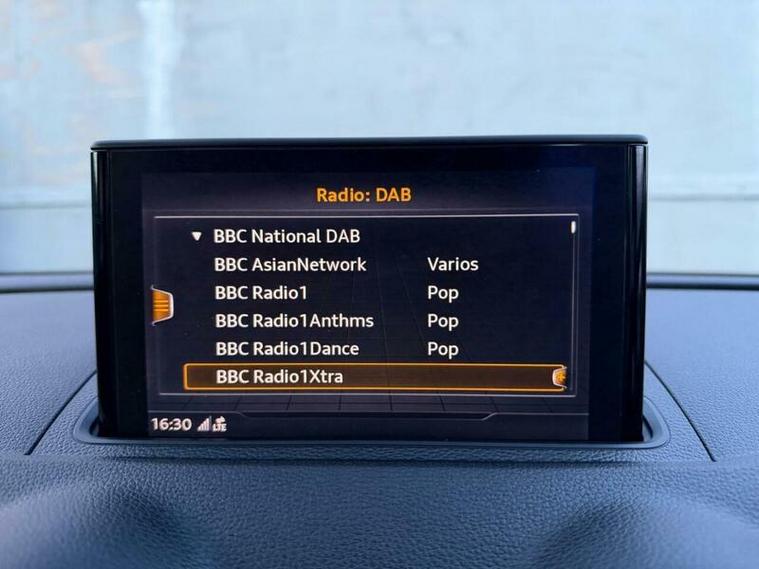 Radio: DAB
BBC National DAB
BBC AsianNetwork Varios
BBC Radio1 Pop
BBC Radio1Anthms Pop
BBC Radio1Dance Pop
BBC Radio1Xtra
16:30 LTE